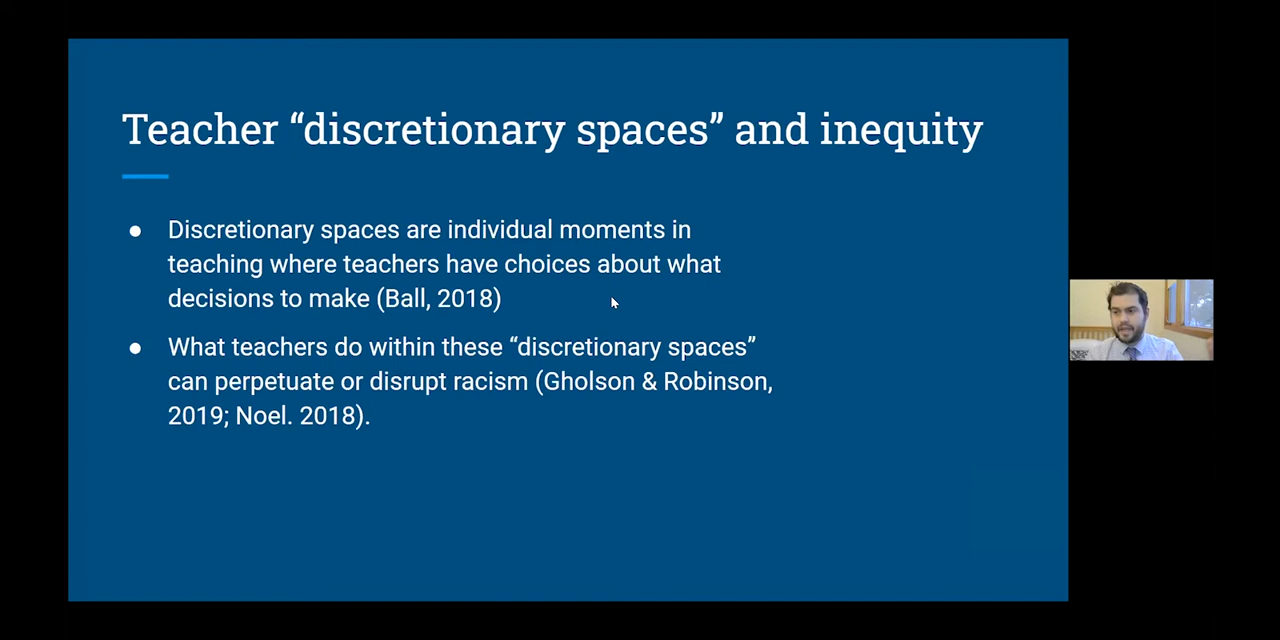 Teacher “discretionary spaces” and inequity
● Discretionary spaces are individual moments in
teaching where teachers have choices about what
decisions to make (Ball, 2018)
● What teachers do within these “discretionary spaces”
can perpetuate or disrupt racism (Gholson & Robinson,
2019; Noel. 2018).